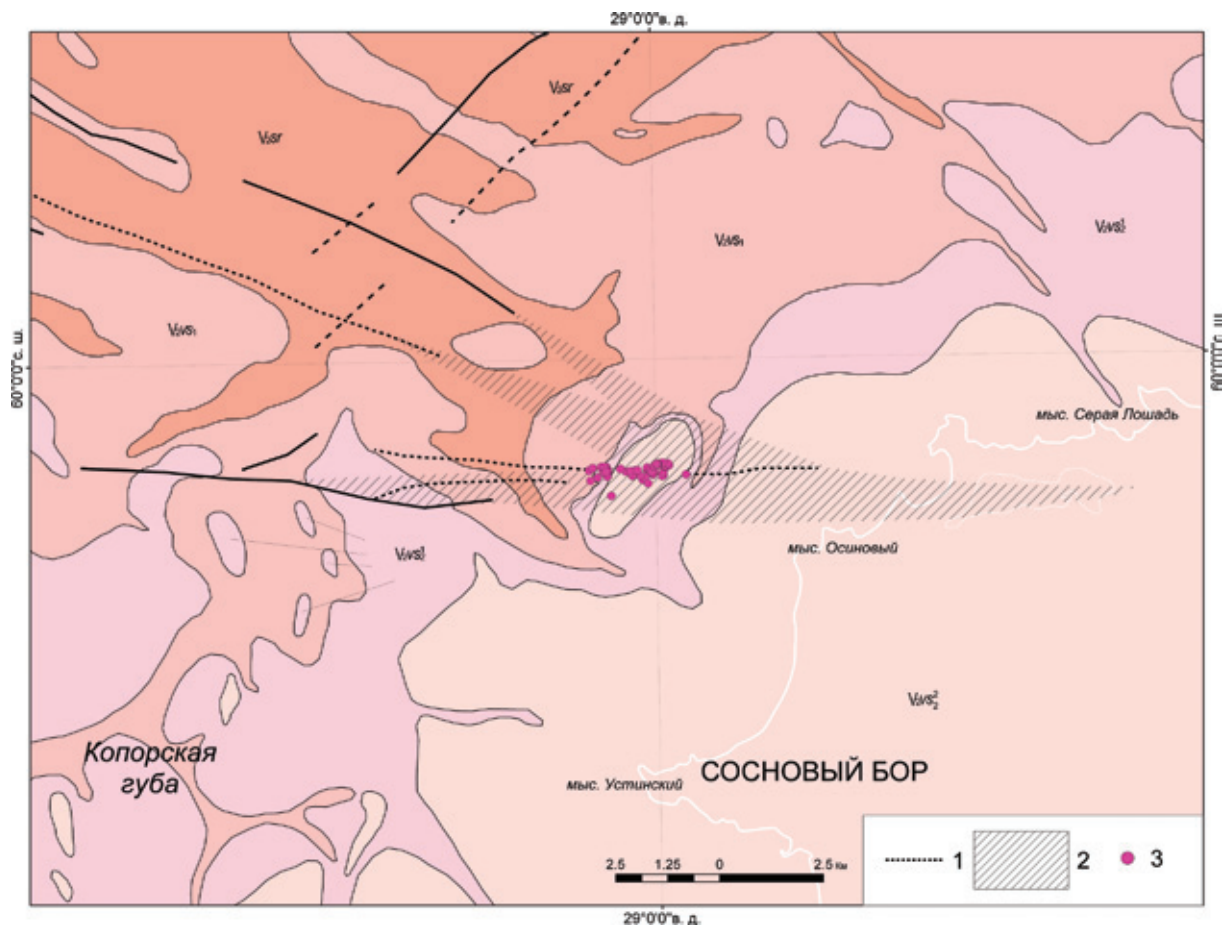 29°0'0"в. д.
V₂sr
V₂sr
V₂vs₁
V₂vs₂¹
V₂vs₁
60°0'0"с. ш.
60°0'0"с. ш.
мыс. Серая Лошадь
мыс. Осиновый
V₂vs₂²
Копорская
губа
мыс. Устинский
СОСНОВЫЙ БОР
2.5 1.25 0 2.5 Км
1 2 3
29°0'0"в. д.